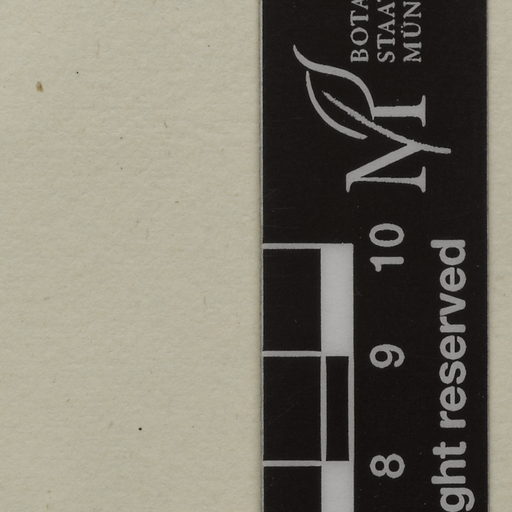 BOTA
STAA
MÜN
M
10
9
8
ght reserved